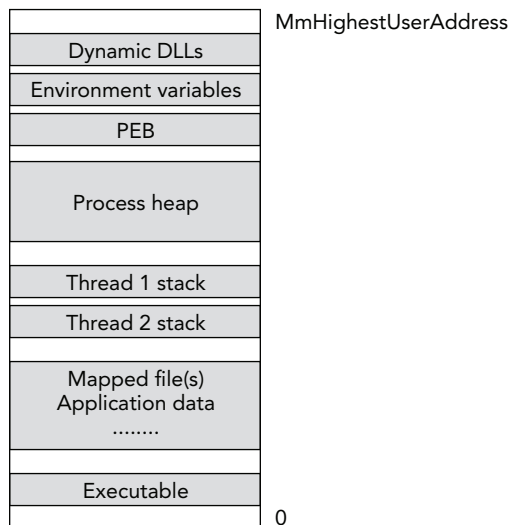 MmHighestUserAddress
Dynamic DLLs
Environment variables
PEB
Process heap
Thread 1 stack
Thread 2 stack
Mapped file(s)
Application data
........
Executable
0